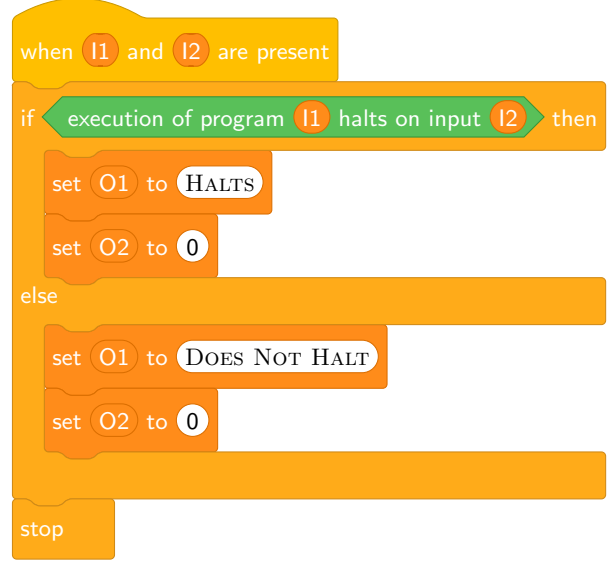 when I1 and I2 are present
if execution of program I1 halts on input I2 then
set O1 to HALTS
set O2 to 0
else
set O1 to DOES NOT HALT
set O2 to 0
stop